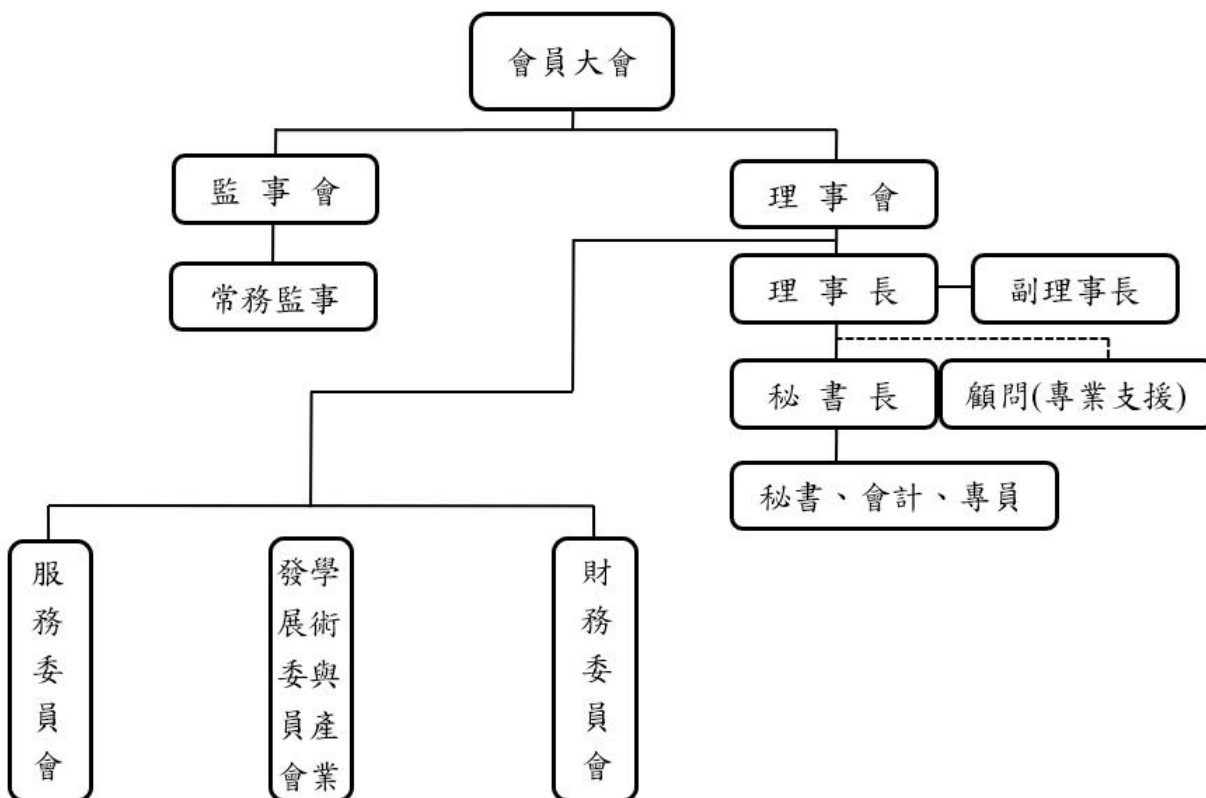 會員大會
監事會
理事會
常務監事
理事長
副理事長
秘書長
顧問(專業支援)
秘書、會計、專員
服務委員會
學術與產業
發展委員會
財務委員會